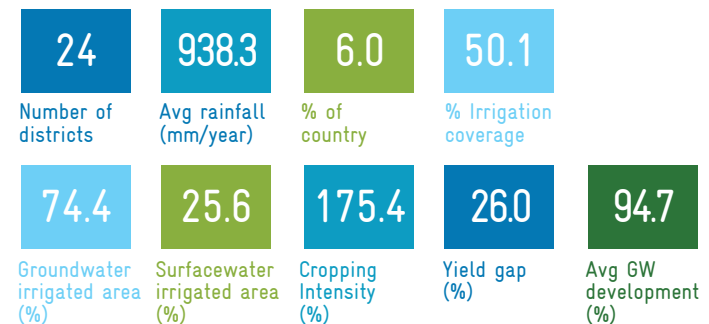 24
938.3
6.0
50.1
Number of
districts
Avg rainfall
(mm/year)
% of
country
% Irrigation
coverage
74.4
25.6
175.4
26.0
94.7
Groundwater
irrigated area
(%)
Surfacewater
irrigated area
(%)
Cropping
Intensity
(%)
Yield gap
(%)
Avg GW
development
(%)